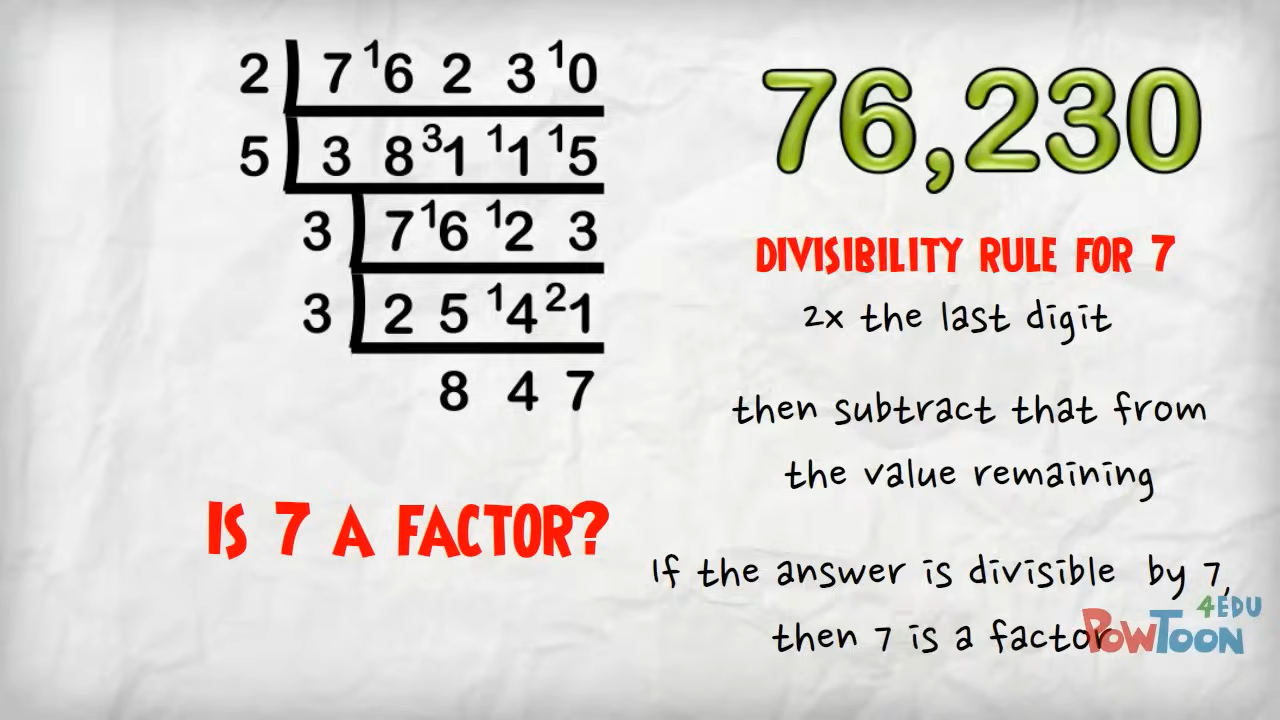 2 7 ¹6 2 3 ¹0
5 3 8 ³1 ¹1 ¹5
3 7 ¹6 ¹2 3
3 2 5 ¹4 ²1
8 4 7
IS 7 A FACTOR?
76,230
DIVISIBILITY RULE FOR 7
2x the last digit
then subtract that from
the value remaining
If the answer is divisible by 7,
then 7 is a factor
4EDU
POWTOON